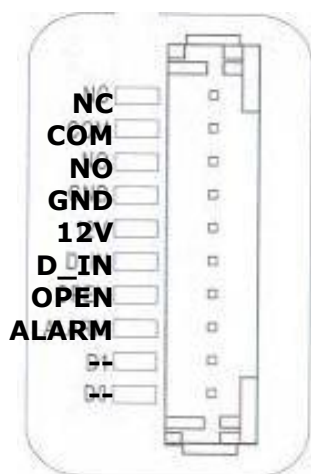 NC
COM
NO
GND
12V
D_IN
OPEN
ALARM